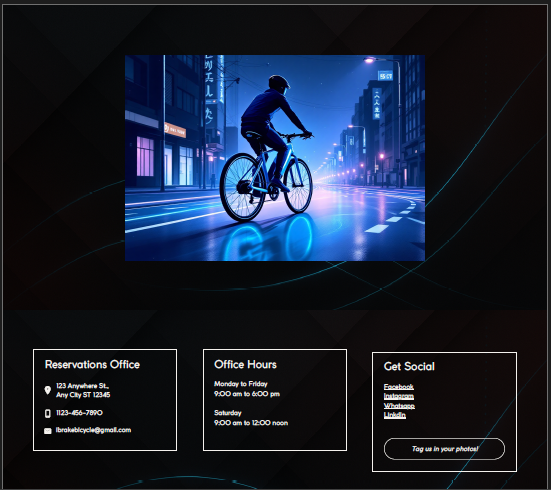 Reservations Office
123 Anywhere St.,
Any City ST 12345
1123-456-7890
ibrakebicycle@gmail.com
Office Hours
Monday to Friday
9:00 am to 6:00 pm
Saturday
9:00 am to 12:00 noon
Get Social
Facebook
Instagram
Whatsapp
Linkdin
Tag us in your photos!